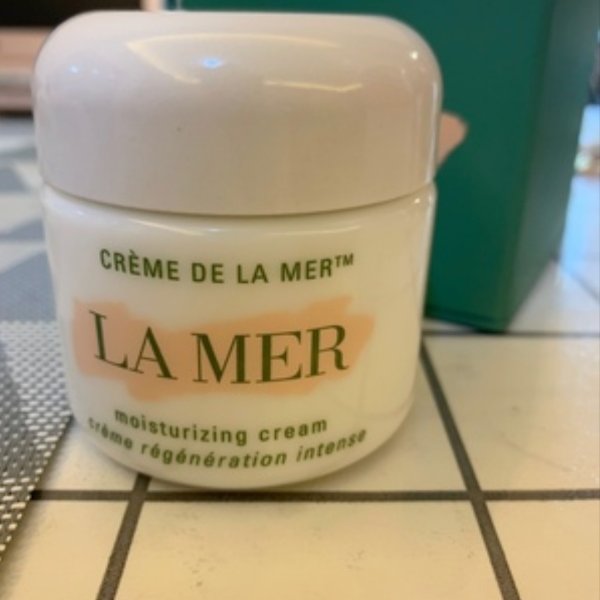 CRÈME DE LA MER™
LA MER
moisturizing cream
crème régénération intense